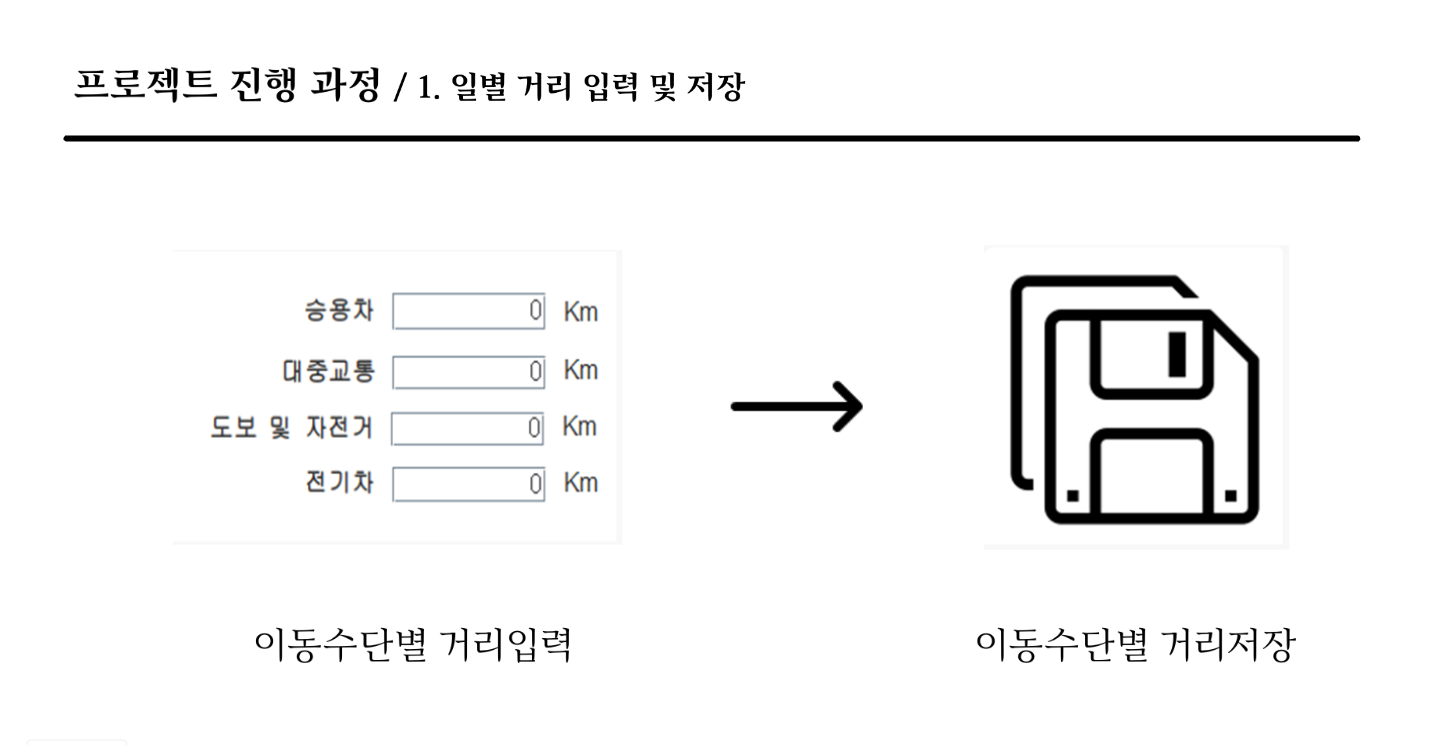 프로젝트 진행 과정 / 1. 일별 거리 입력 및 저장
승용차 0 Km
대중교통 0 Km
도보 및 자전거 0 Km
전기차 0 Km
이동수단별 거리입력
이동수단별 거리저장